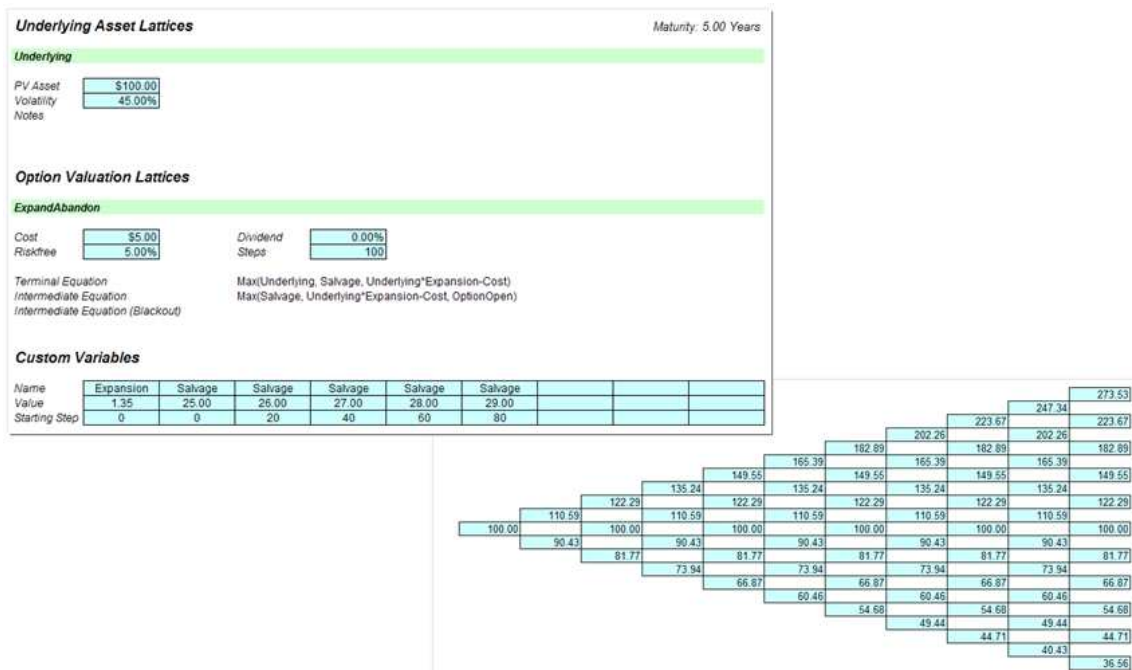 Underlying Asset Lattices Maturity: 5.00 Years
Underlying
PV Asset $100.00
Volatility 45.00%
Notes
Option Valuation Lattices
ExpandAbandon
Cost $5.00 Dividend 0.00%
Riskfree 5.00% Steps 100
Terminal Equation Max(Underlying, Salvage, Underlying*Expansion-Cost)
Intermediate Equation Max(Salvage, Underlying*Expansion-Cost, OptionOpen)
Intermediate Equation (Blackout)
Custom Variables
Name Expansion Salvage Salvage Salvage Salvage Salvage
Value 1.35 25.00 26.00 27.00 28.00 29.00
Starting Step 0 0 20 40 60 80
273.53
247.34
223.67 223.67
202.26 202.26
182.89 182.89 182.89
165.39 165.39 165.39
149.55 149.55 149.55 149.55
135.24 135.24 135.24 135.24
122.29 122.29 122.29 122.29 122.29
110.59 110.59 110.59 110.59 110.59
100.00 100.00 100.00 100.00 100.00 100.00
90.43 90.43 90.43 90.43 90.43
81.77 81.77 81.77 81.77 81.77
73.94 73.94 73.94 73.94
66.87 66.87 66.87 66.87
60.46 60.46 60.46
54.68 54.68 54.68
49.44 49.44
44.71 44.71
40.43
36.56